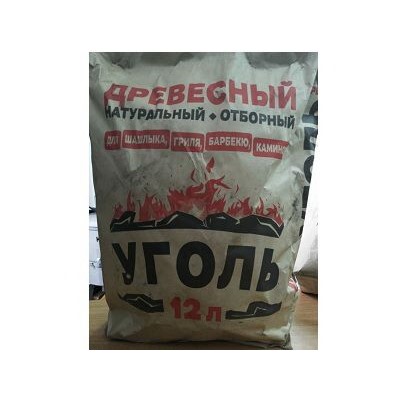 ДРЕВЕСНЫЙ
НАТУРАЛЬНЫЙ • ОТБОРНЫЙ
ДЛЯ ШАШЛЫКА, ГРИЛЯ, БАРБЕКЮ, КАМИНА
УГОЛЬ
12 Л